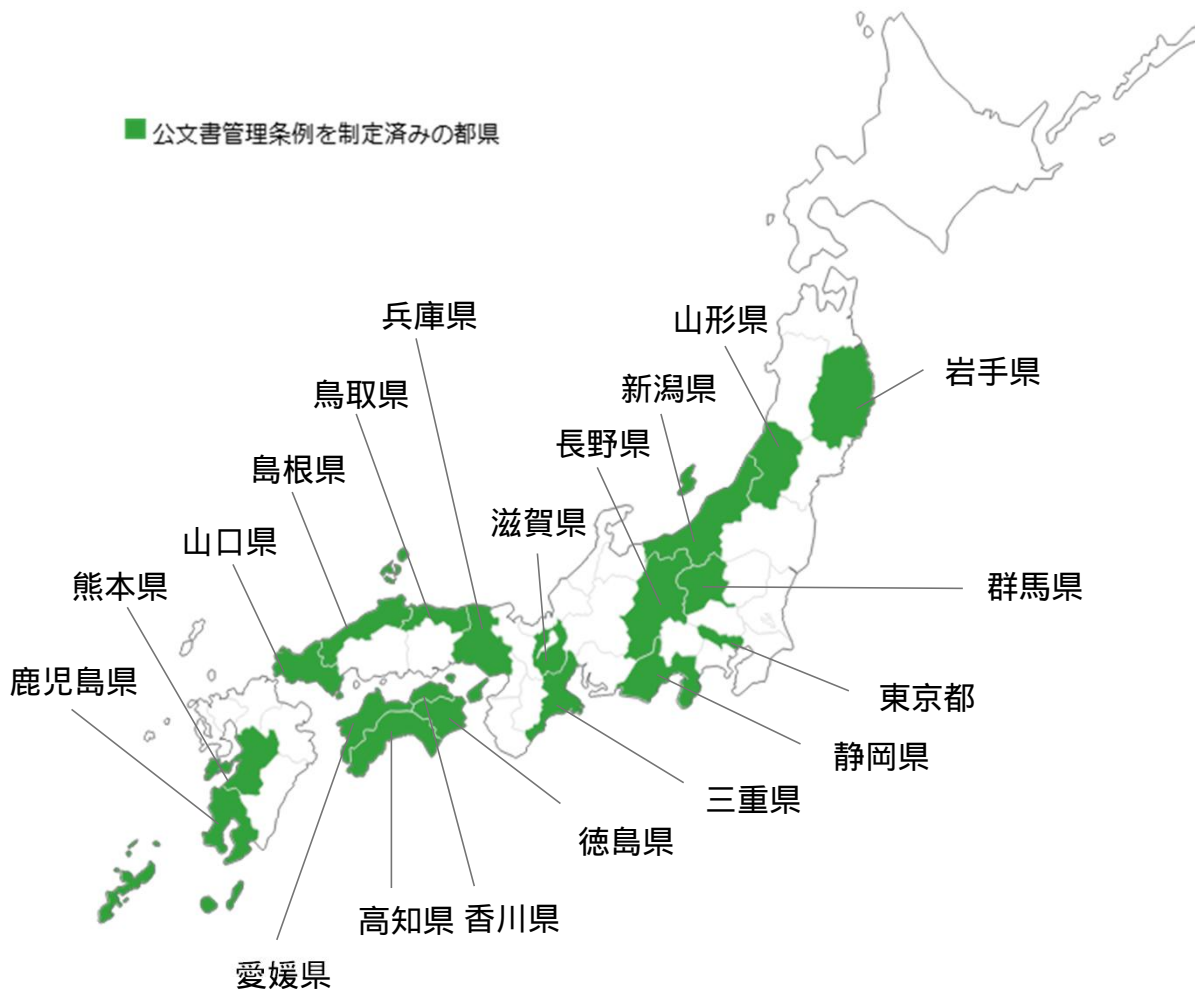 公文書管理条例を制定済みの都県
兵庫県
山形県
岩手県
鳥取県
新潟県
長野県
島根県
滋賀県
山口県
熊本県
群馬県
鹿児島県
東京都
静岡県
三重県
徳島県
高知県
香川県
愛媛県